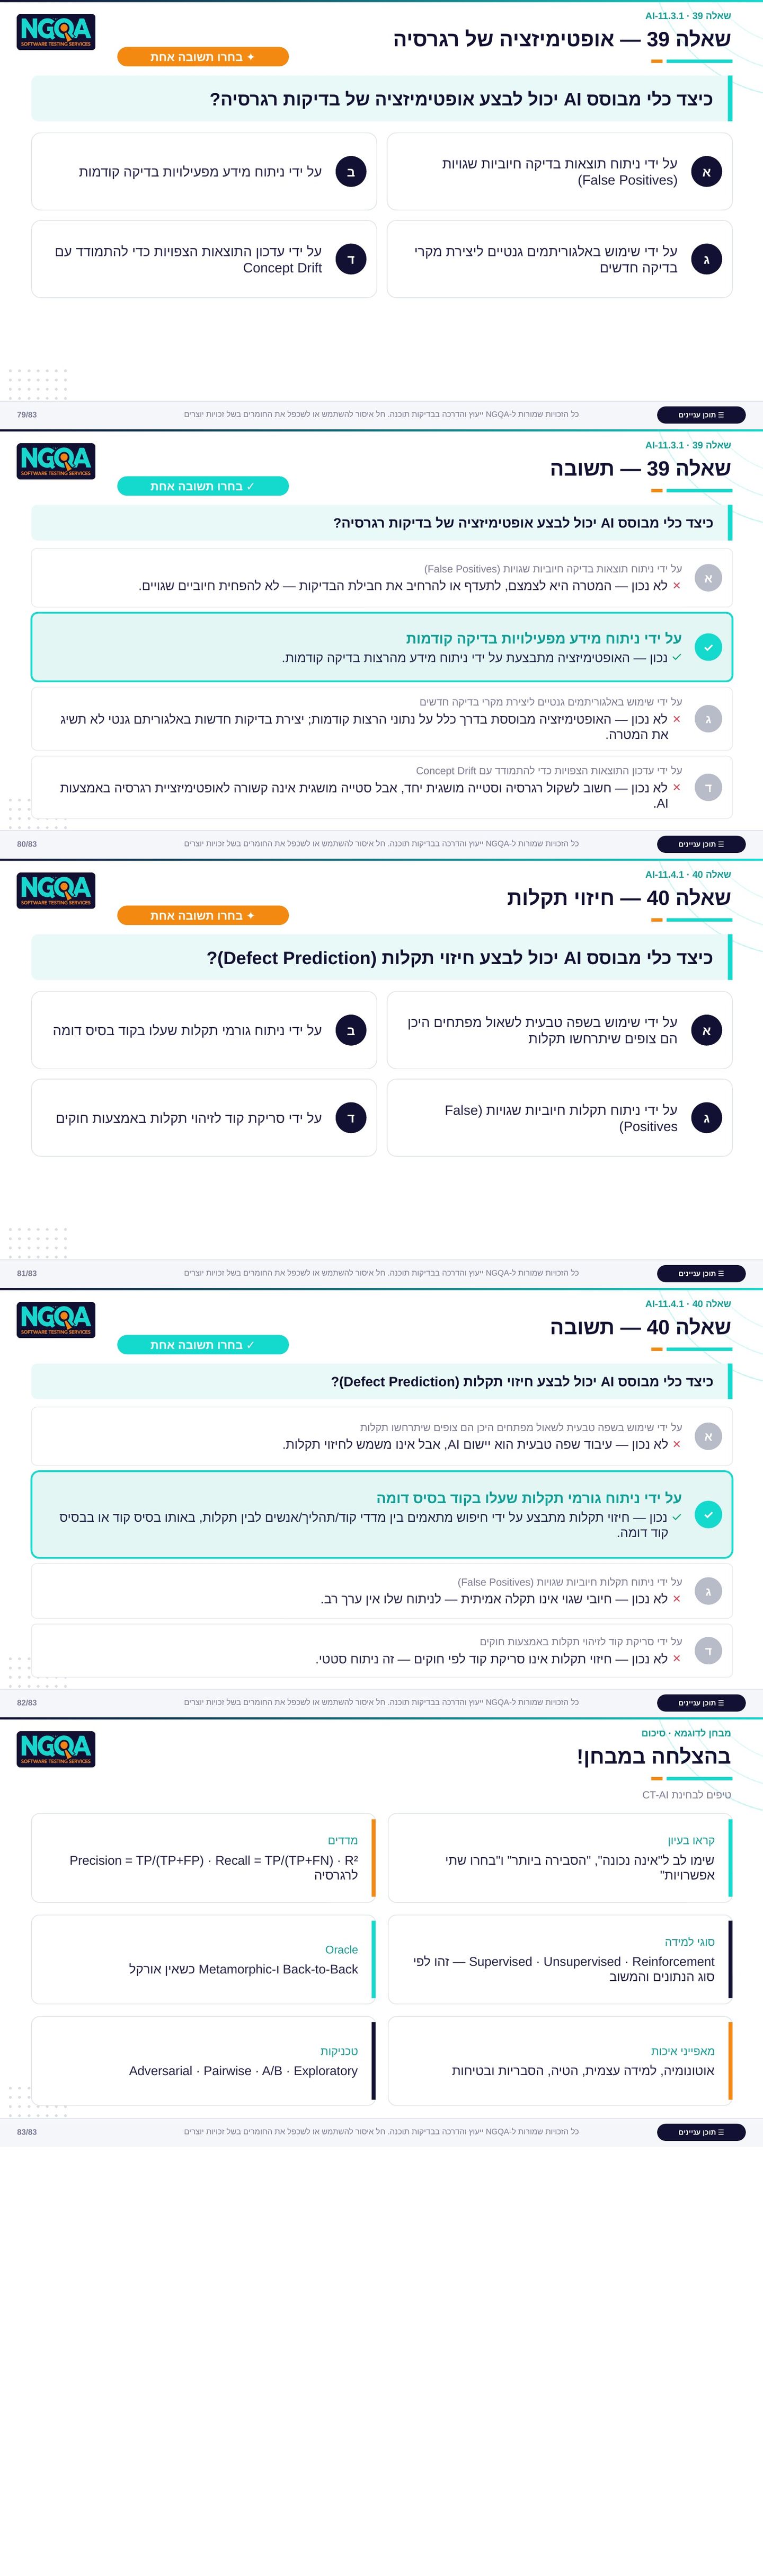 שאלה 39 · AI-11.3.1
שאלה 39 — אופטימיזציה של רגרסיה
NGQA
SOFTWARE TESTING SERVICES
✦ בחרו תשובה אחת
כיצד כלי מבוסס AI יכול לבצע אופטימיזציה של בדיקות רגרסיה?
א
על ידי ניתוח תוצאות בדיקה חיוביות שגויות
(False Positives)
ב
על ידי ניתוח מידע מפעילויות בדיקה קודמות
ג
על ידי שימוש באלגוריתמים גנטיים ליצירת מקרי
בדיקה חדשים
ד
על ידי עדכון התוצאות הצפויות כדי להתמודד עם
Concept Drift
☰ תוכן עניינים
כל הזכויות שמורות ל-NGQA ייעוץ והדרכה בבדיקות תוכנה. חל איסור להשתמש או לשכפל את החומרים בשל זכויות יוצרים
79/83
שאלה 39 · AI-11.3.1
שאלה 39 — תשובה
NGQA
SOFTWARE TESTING SERVICES
✓ בחרו תשובה אחת
כיצד כלי מבוסס AI יכול לבצע אופטימיזציה של בדיקות רגרסיה?
א
על ידי ניתוח תוצאות בדיקה חיוביות שגויות (False Positives)
✕ לא נכון — המטרה היא לצמצם, לתעדף או להרחיב את חבילת הבדיקות — לא להפחית חיוביים שגויים.
✓
על ידי ניתוח מידע מפעילויות בדיקה קודמות
✓ נכון — האופטימיזציה מתבצעת על ידי ניתוח מידע מהרצות בדיקה קודמות.
ג
על ידי שימוש באלגוריתמים גנטיים ליצירת מקרי בדיקה חדשים
✕ לא נכון — האופטימיזציה מבוססת בדרך כלל על נתוני הרצות קודמות; יצירת בדיקות חדשות באלגוריתם גנטי לא תשיג
את המטרה.
ד
על ידי עדכון התוצאות הצפויות כדי להתמודד עם Concept Drift
✕ לא נכון — חשוב לשקול רגרסיה וסטייה מושגית יחד, אבל סטייה מושגית אינה קשורה לאופטימיזציית רגרסיה באמצעות
AI.
☰ תוכן עניינים
כל הזכויות שמורות ל-NGQA ייעוץ והדרכה בבדיקות תוכנה. חל איסור להשתמש או לשכפל את החומרים בשל זכויות יוצרים
80/83
שאלה 40 · AI-11.4.1
שאלה 40 — חיזוי תקלות
NGQA
SOFTWARE TESTING SERVICES
✦ בחרו תשובה אחת
כיצד כלי מבוסס AI יכול לבצע חיזוי תקלות (Defect Prediction)?
א
על ידי שימוש בשפה טבעית לשאול מפתחים היכן
הם צופים שיתרחשו תקלות
ב
על ידי ניתוח גורמי תקלות שעלו בקוד בסיס דומה
ג
על ידי ניתוח תקלות חיוביות שגויות (False
Positives)
ד
על ידי סריקת קוד לזיהוי תקלות באמצעות חוקים
☰ תוכן עניינים
כל הזכויות שמורות ל-NGQA ייעוץ והדרכה בבדיקות תוכנה. חל איסור להשתמש או לשכפל את החומרים בשל זכויות יוצרים
81/83
שאלה 40 · AI-11.4.1
שאלה 40 — תשובה
NGQA
SOFTWARE TESTING SERVICES
✓ בחרו תשובה אחת
כיצד כלי מבוסס AI יכול לבצע חיזוי תקלות (Defect Prediction)?
א
על ידי שימוש בשפה טבעית לשאול מפתחים היכן הם צופים שיתרחשו תקלות
✕ לא נכון — עיבוד שפה טבעית הוא יישום AI, אבל אינו משמש לחיזוי תקלות.
✓
על ידי ניתוח גורמי תקלות שעלו בקוד בסיס דומה
✓ נכון — חיזוי תקלות מתבצע על ידי חיפוש מתאמים בין מדדי קוד/תהליך/אנשים לבין תקלות, באותו בסיס קוד או בבסיס
קוד דומה.
ג
על ידי ניתוח תקלות חיוביות שגויות (False Positives)
✕ לא נכון — חיובי שגוי אינו תקלה אמיתית — לניתוח שלו אין ערך רב.
ד
על ידי סריקת קוד לזיהוי תקלות באמצעות חוקים
✕ לא נכון — חיזוי תקלות אינו סריקת קוד לפי חוקים — זה ניתוח סטטי.
☰ תוכן עניינים
כל הזכויות שמורות ל-NGQA ייעוץ והדרכה בבדיקות תוכנה. חל איסור להשתמש או לשכפל את החומרים בשל זכויות יוצרים
82/83
מבחן לדוגמא · סיכום
בהצלחה במבחן!
NGQA
SOFTWARE TESTING SERVICES
טיפים לבחינת CT-AI
קראו בעיון
שימו לב ל"אינה נכונה", "הסבירה ביותר" ו"בחרו שתי
אפשרויות"
מדדים
Precision = TP/(TP+FP) · Recall = TP/(TP+FN) · R²
לרגרסיה
סוגי למידה
Supervised · Unsupervised · Reinforcement — זהו לפי
סוג הנתונים והמשוב
Oracle
Back-to-Back ו-Metamorphic כשאין אורקל
מאפייני איכות
אוטונומיה, למידה עצמית, הטיה, הסבריות ובטיחות
טכניקות
Adversarial · Pairwise · A/B · Exploratory
☰ תוכן עניינים
כל הזכויות שמורות ל-NGQA ייעוץ והדרכה בבדיקות תוכנה. חל איסור להשתמש או לשכפל את החומרים בשל זכויות יוצרים
83/83